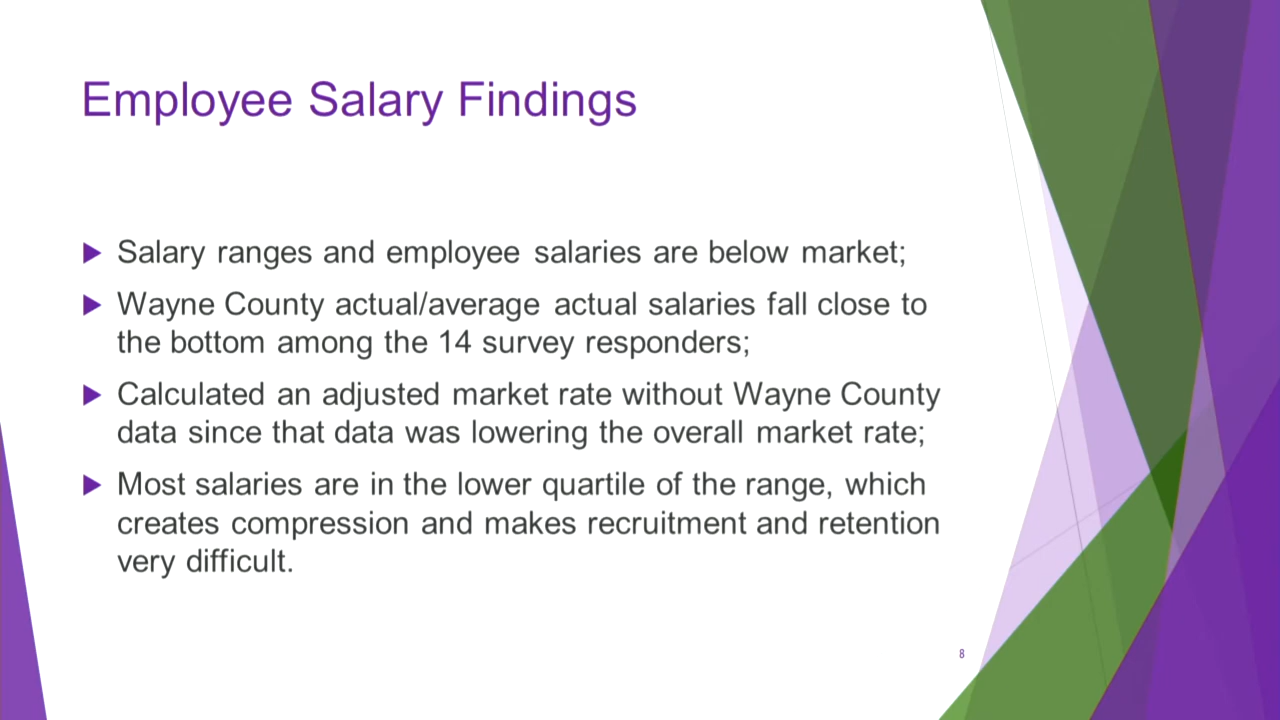 Employee Salary Findings
Salary ranges and employee salaries are below market;
Wayne County actual/average actual salaries fall close to
the bottom among the 14 survey responders;
Calculated an adjusted market rate without Wayne County
data since that data was lowering the overall market rate;
Most salaries are in the lower quartile of the range, which
creates compression and makes recruitment and retention
very difficult.
8